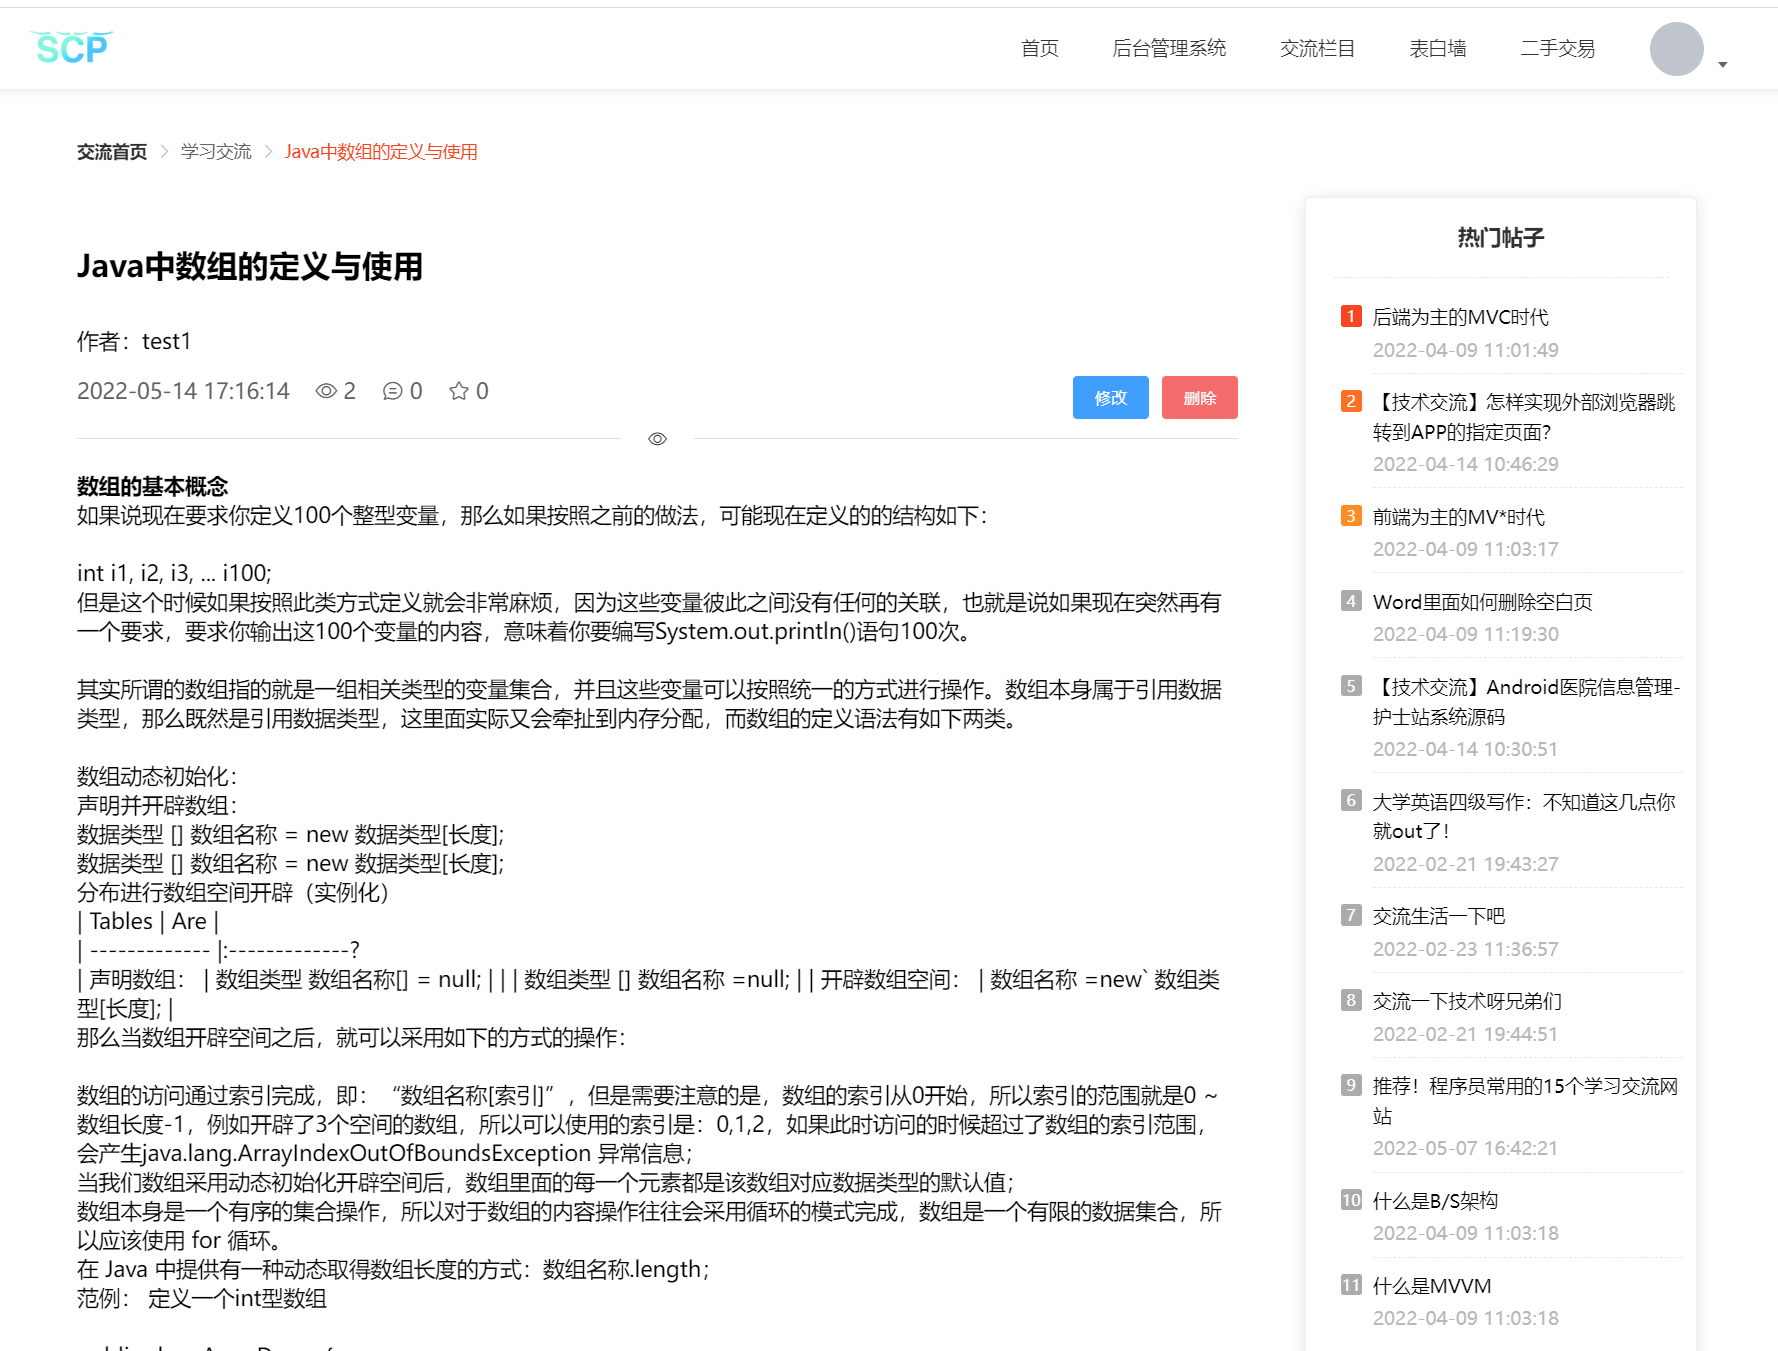 SCP
首页 后台管理系统 交流栏目 表白墙 二手交易
交流首页 > 学习交流 > Java中数组的定义与使用
Java中数组的定义与使用
作者：test1
2022-05-14 17:16:14 2 0 0
修改 删除
数组的基本概念
如果说现在要求你定义100个整型变量，那么如果按照之前的做法，可能现在定义的的结构如下：
int i1, i2, i3, ... i100;
但是这个时候如果按照此类方式定义就会非常麻烦，因为这些变量彼此之间没有任何的关联，也就是说如果现在突然再有
一个要求，要求你输出这100个变量的内容，意味着你要编写System.out.println()语句100次。
其实所谓的数组指的就是一组相关类型的变量集合，并且这些变量可以按照统一的方式进行操作。数组本身属于引用数据
类型，那么既然是引用数据类型，这里面实际又会牵扯到内存分配，而数组的定义语法有如下两类。
数组动态初始化：
声明并开辟数组：
数据类型 [] 数组名称 = new 数据类型[长度];
数据类型 [] 数组名称 = new 数据类型[长度];
分布进行数组空间开辟（实例化）
| Tables | Are |
| ------------- |:-------------?
| 声明数组： | 数组类型 数组名称[] = null; | | | 数组类型 [] 数组名称 =null; | | 开辟数组空间： | 数组名称 =new` 数组类
型[长度]; |
那么当数组开辟空间之后，就可以采用如下的方式的操作：
数组的访问通过索引完成，即：“数组名称[索引]”，但是需要注意的是，数组的索引从0开始，所以索引的范围就是0 ~
数组长度-1，例如开辟了3个空间的数组，所以可以使用的索引是：0,1,2，如果此时访问的时候超过了数组的索引范围，
会产生java.lang.ArrayIndexOutOfBoundsException 异常信息；
当我们数组采用动态初始化开辟空间后，数组里面的每一个元素都是该数组对应数据类型的默认值；
数组本身是一个有序的集合操作，所以对于数组的内容操作往往会采用循环的模式完成，数组是一个有限的数据集合，所
以应该使用 for 循环。
在 Java 中提供有一种动态取得数组长度的方式：数组名称.length；
范例： 定义一个int型数组
热门帖子
1 后端为主的MVC时代
2022-04-09 11:01:49
2 【技术交流】怎样实现外部浏览器跳
转到APP的指定页面？
2022-04-14 10:46:29
3 前端为主的MV*时代
2022-04-09 11:03:17
4 Word里面如何删除空白页
2022-04-09 11:19:30
5 【技术交流】Android医院信息管理-
护士站系统源码
2022-04-14 10:30:51
6 大学英语四级写作：不知道这几点你
就out了！
2022-02-21 19:43:27
7 交流生活一下吧
2022-02-23 11:36:57
8 交流一下技术呀兄弟们
2022-02-21 19:44:51
9 推荐！程序员常用的15个学习交流网
站
2022-05-07 16:42:21
10 什么是B/S架构
2022-04-09 11:03:18
11 什么是MVVM
2022-04-09 11:03:18